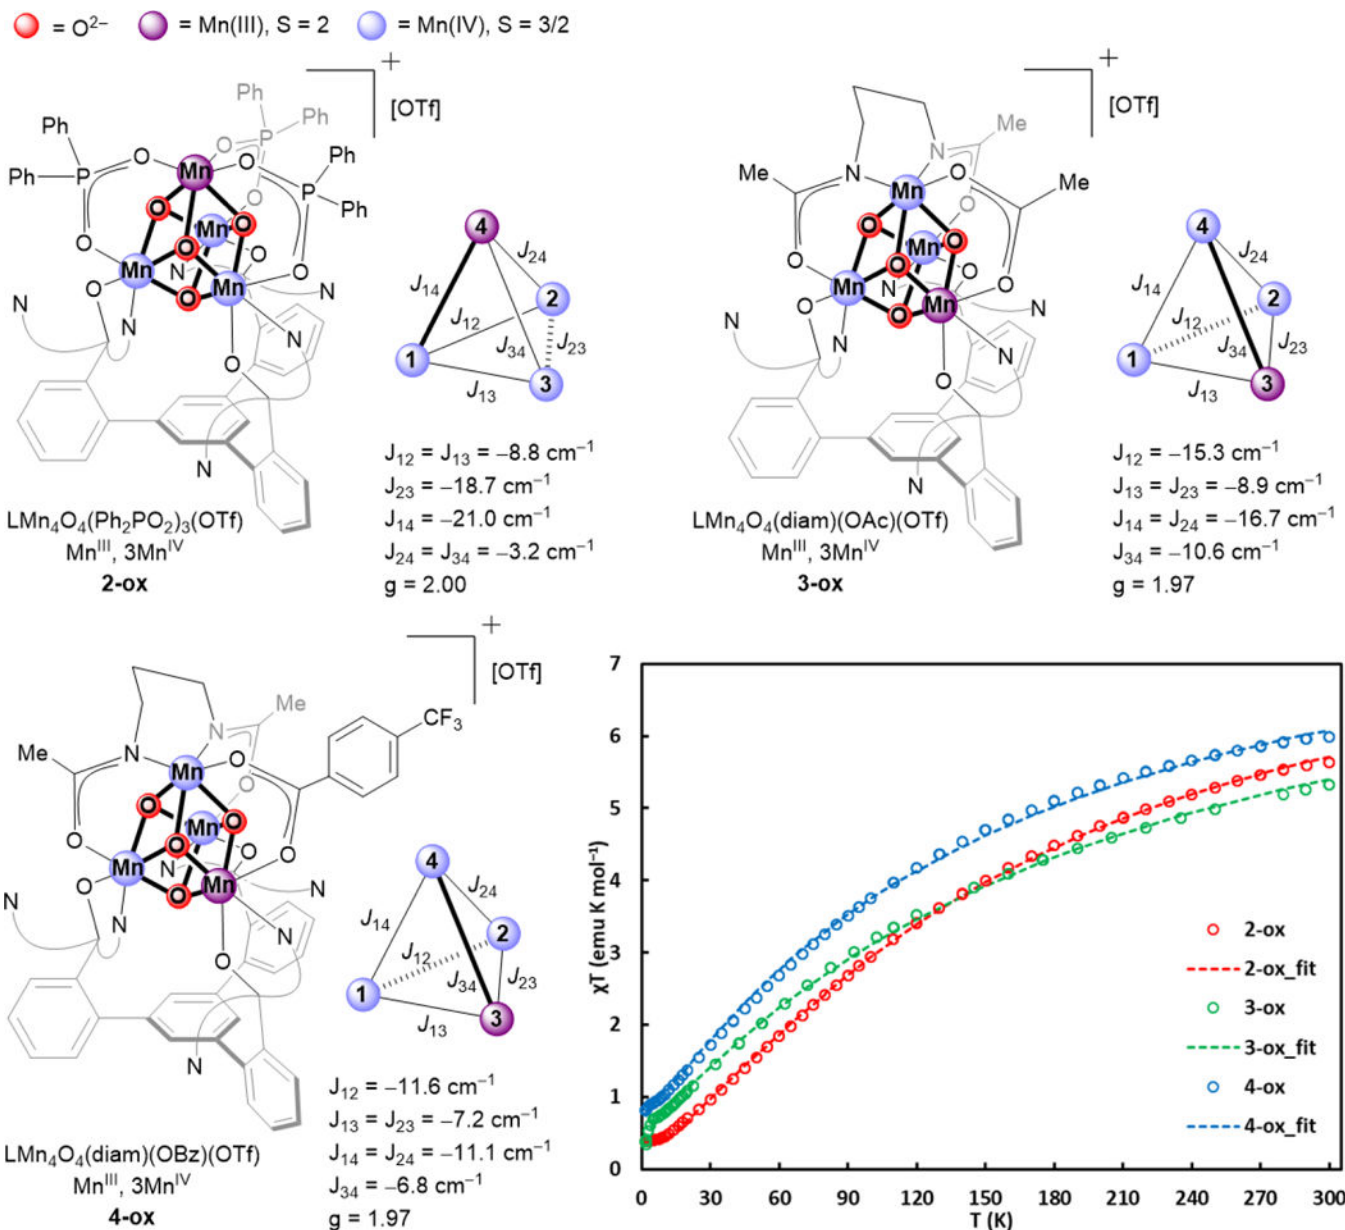 = O²⁻ = Mn(III), S = 2 = Mn(IV), S = 3/2
+
[OTf]
Ph
Ph
Ph
Ph
Ph
Ph
P
P
P
O
O
O
O
O
O
Mn
Mn
Mn
Mn
O
O
O
O
O
O
O
N
N
N
N
N
N
4
2
1
3
J₁₄
J₂₄
J₁₂
J₃₄
J₂₃
J₁₃
J₁₂ = J₁₃ = −8.8 cm⁻¹
J₂₃ = −18.7 cm⁻¹
J₁₄ = −21.0 cm⁻¹
J₂₄ = J₃₄ = −3.2 cm⁻¹
g = 2.00
LMn₄O₄(Ph₂PO₂)₃(OTf)
Mnᴵᴵᴵ, 3Mnᴵⱽ
2-ox
+
[OTf]
Me
Me
Me
N
N
O
O
O
O
Mn
Mn
Mn
Mn
O
O
O
O
O
O
O
N
N
N
N
N
N
4
2
1
3
J₁₄
J₂₄
J₁₂
J₃₄
J₂₃
J₁₃
J₁₂ = −15.3 cm⁻¹
J₁₃ = J₂₃ = −8.9 cm⁻¹
J₁₄ = J₂₄ = −16.7 cm⁻¹
J₃₄ = −10.6 cm⁻¹
g = 1.97
LMn₄O₄(diam)(OAc)(OTf)
Mnᴵᴵᴵ, 3Mnᴵⱽ
3-ox
+
[OTf]
Me
Me
CF₃
N
N
O
O
O
O
Mn
Mn
Mn
Mn
O
O
O
O
O
O
O
N
N
N
N
N
N
4
2
1
3
J₁₄
J₂₄
J₁₂
J₃₄
J₂₃
J₁₃
J₁₂ = −11.6 cm⁻¹
J₁₃ = J₂₃ = −7.2 cm⁻¹
J₁₄ = J₂₄ = −11.1 cm⁻¹
J₃₄ = −6.8 cm⁻¹
g = 1.97
LMn₄O₄(diam)(OBz)(OTf)
Mnᴵᴵᴵ, 3Mnᴵⱽ
4-ox
χT (emu K mol⁻¹)
7
6
5
4
3
2
1
0
2-ox
2-ox_fit
3-ox
3-ox_fit
4-ox
4-ox_fit
0 30 60 90 120 150 180 210 240 270 300
T (K)